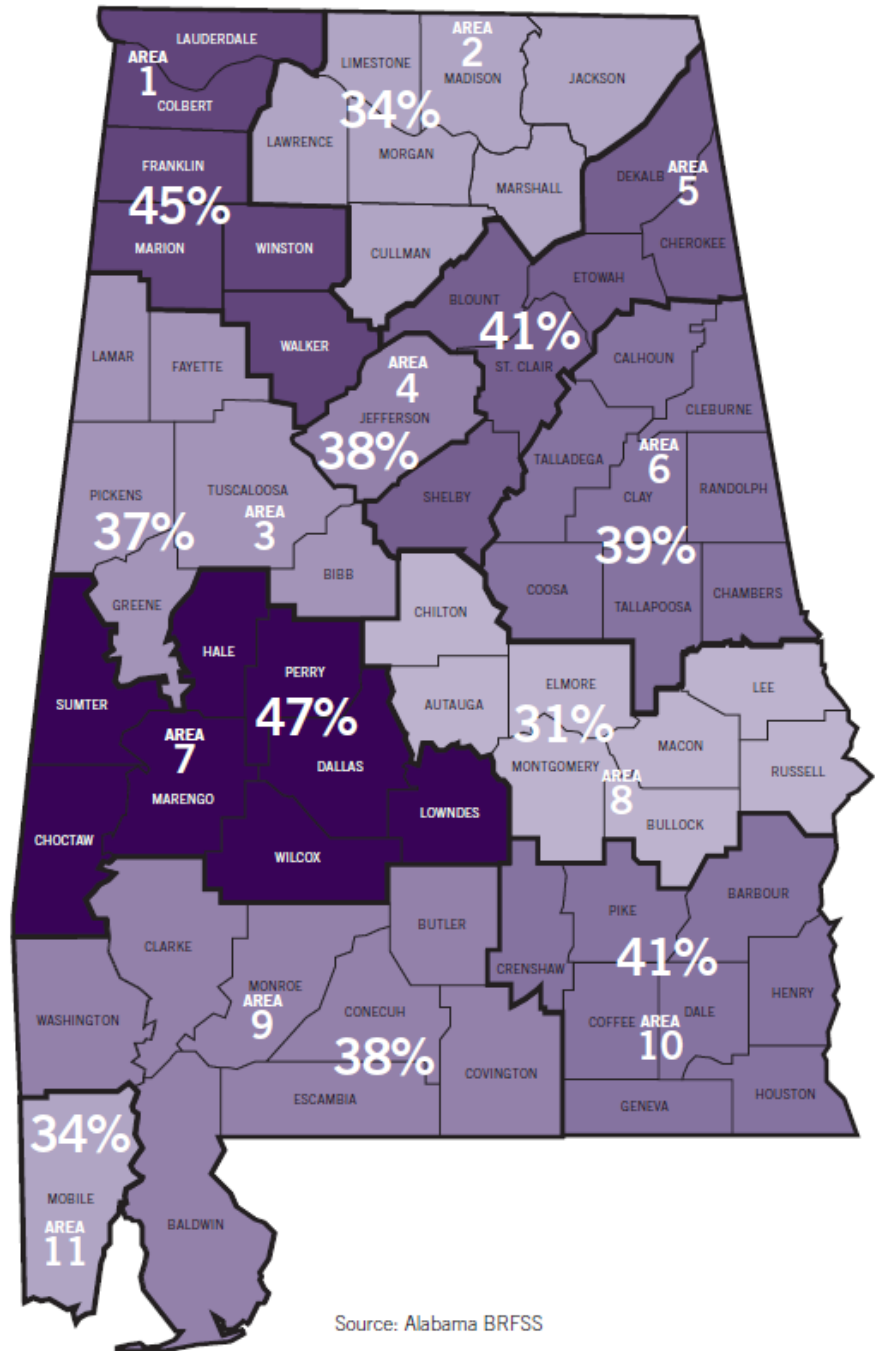 LAUDERDALE
AREA
1
COLBERT
FRANKLIN
45%
MARION
WINSTON
WALKER
LIMESTONE
AREA
2
MADISON
JACKSON
34%
LAWRENCE
MORGAN
MARSHALL
CULLMAN
DEKALB
AREA
5
CHEROKEE
ETOWAH
BLOUNT
41%
ST. CLAIR
SHELBY
LAMAR
FAYETTE
PICKENS
TUSCALOOSA
37%
AREA
3
BIBB
GREENE
AREA
4
JEFFERSON
38%
CALHOUN
CLEBURNE
TALLADEGA
AREA
6
CLAY
RANDOLPH
39%
COOSA
TALLAPOOSA
CHAMBERS
HALE
PERRY
SUMTER
47%
AREA
7
DALLAS
MARENGO
LOWNDES
CHOCTAW
WILCOX
CHILTON
AUTAUGA
ELMORE
LEE
31%
MACON
MONTGOMERY
AREA
8
RUSSELL
BULLOCK
CLARKE
BUTLER
MONROE
AREA
9
CONECUH
WASHINGTON
38%
ESCAMBIA
COVINGTON
BALDWIN
PIKE
BARBOUR
41%
CRENSHAW
HENRY
COFFEE
AREA
10
DALE
GENEVA
HOUSTON
34%
MOBILE
AREA
11
Source: Alabama BRFSS